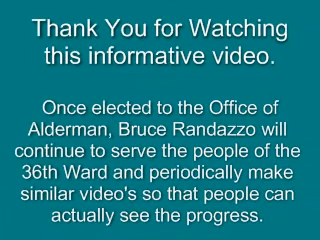 Thank You for Watching
this informative video.
Once elected to the Office of
Alderman, Bruce Randazzo will
continue to serve the people of the
36th Ward and periodically make
similar video's so that people can
actually see the progress.